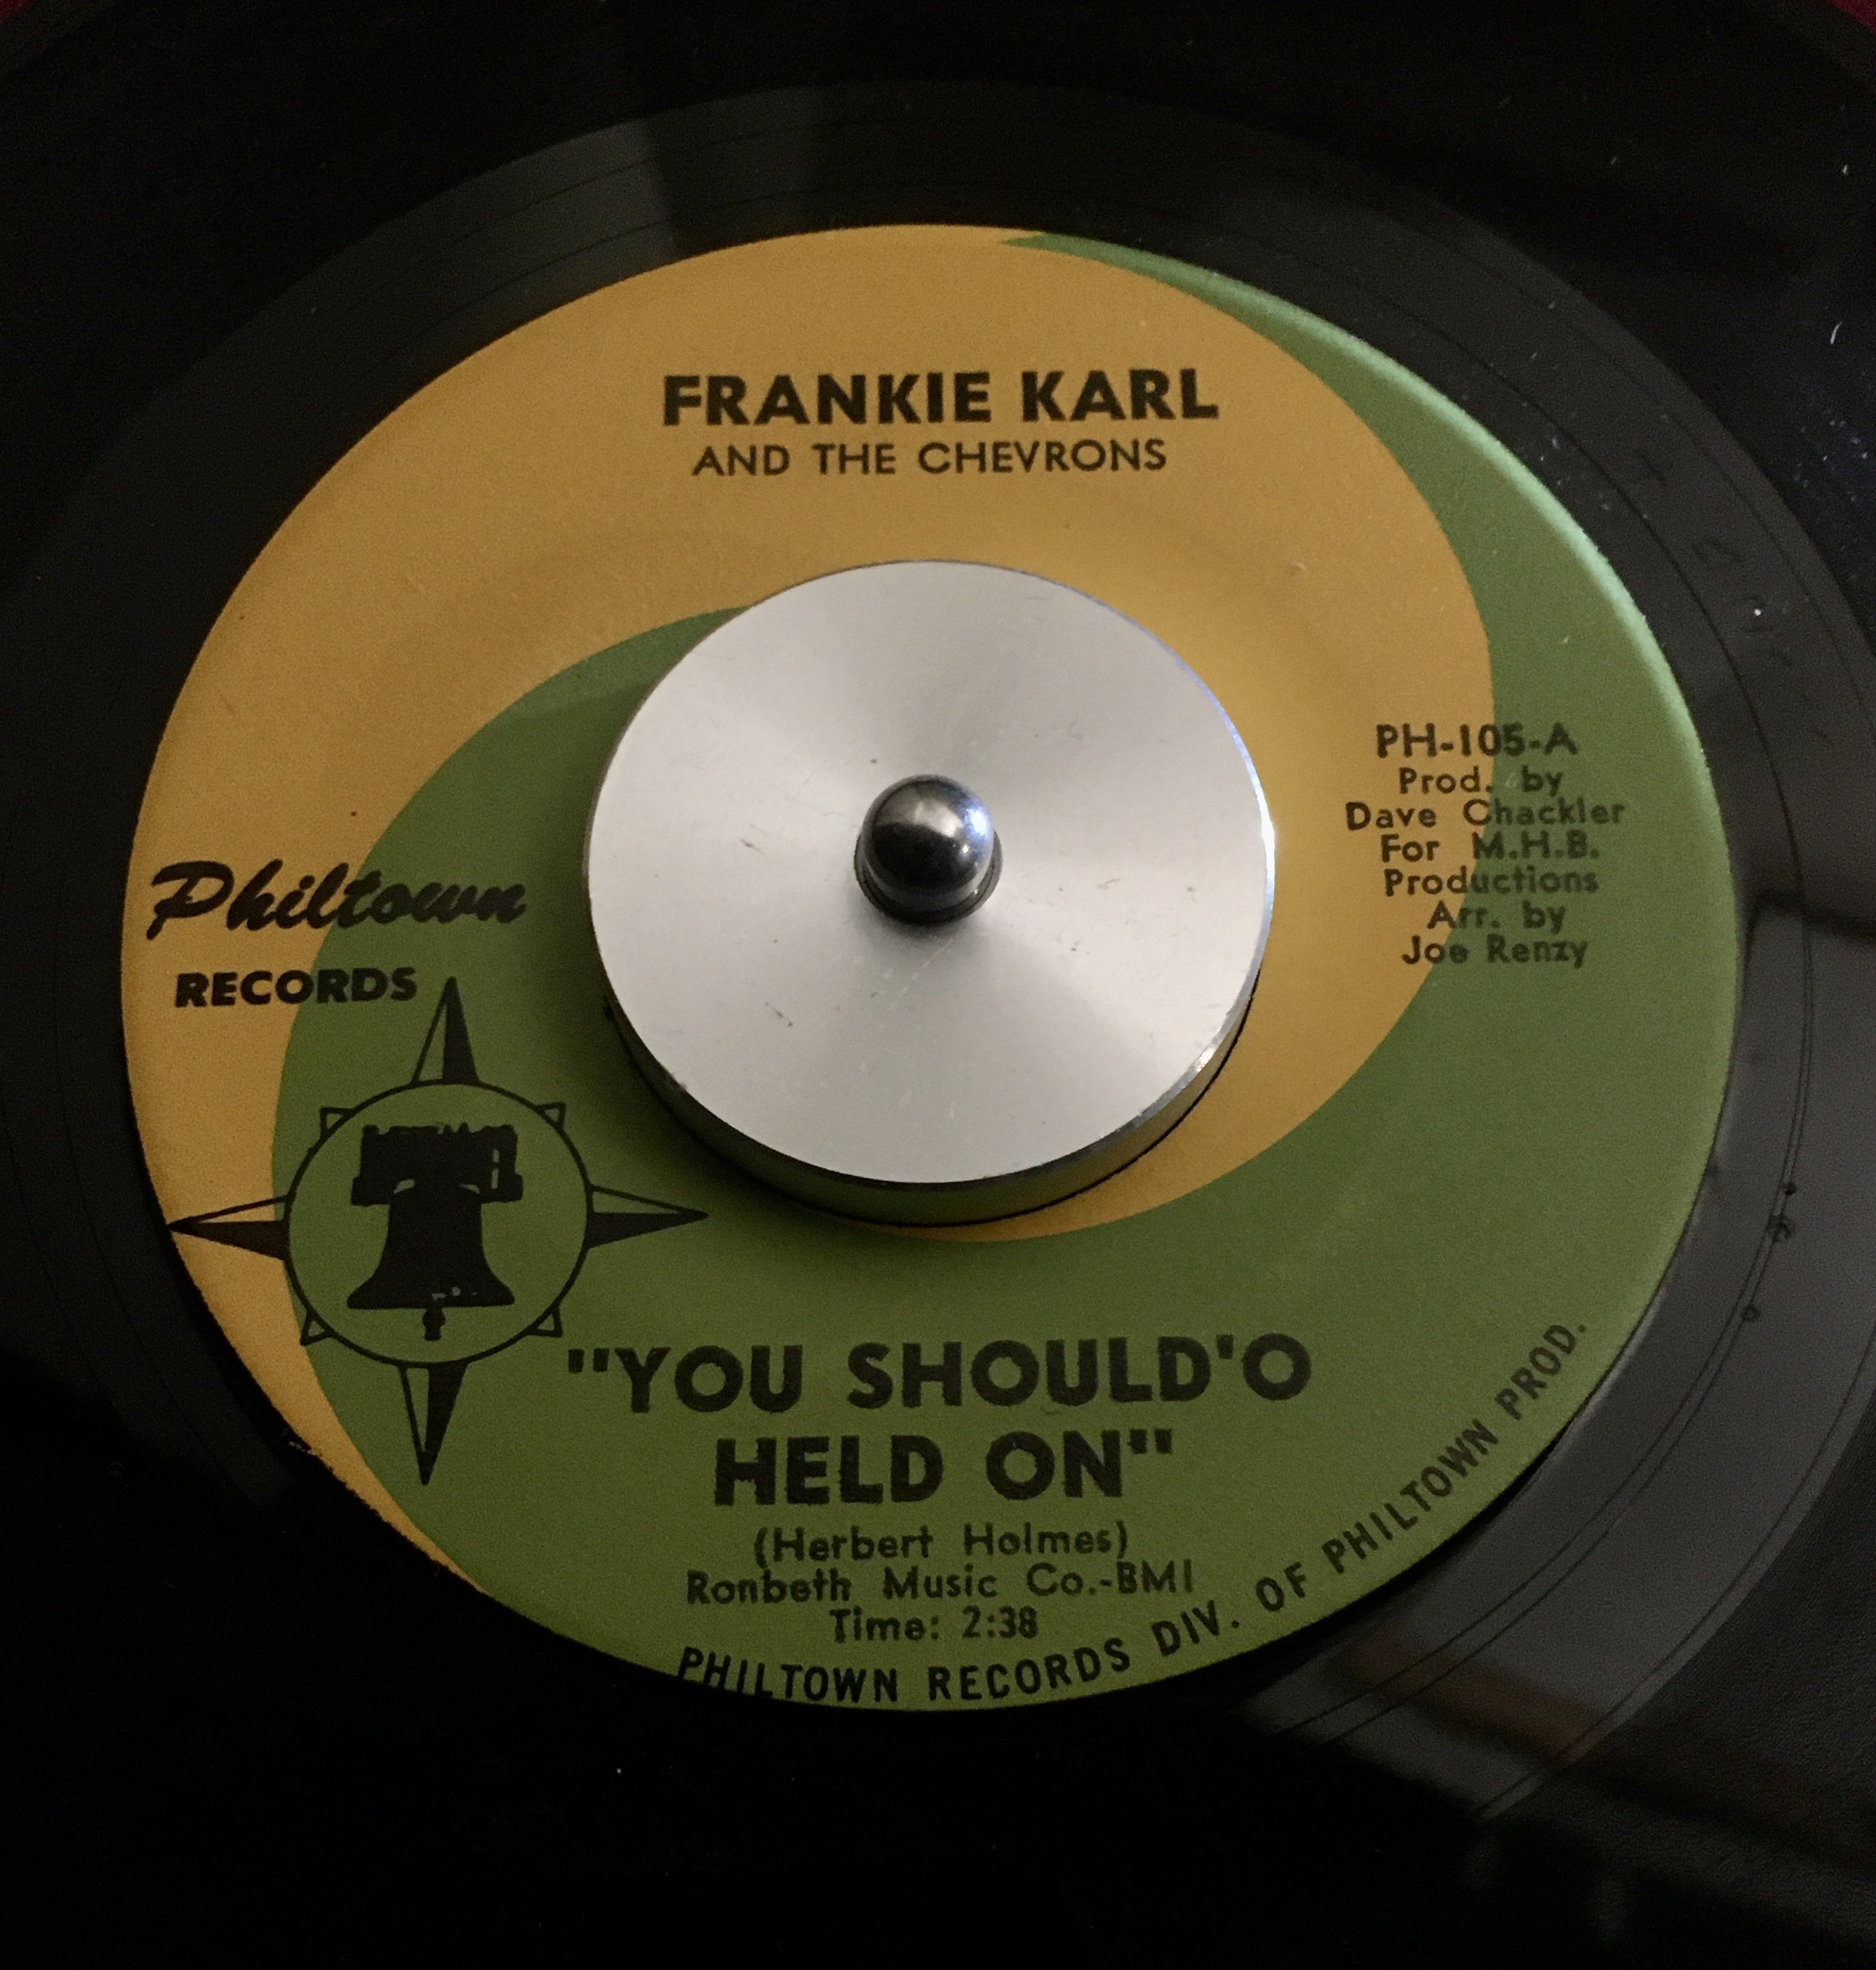 FRANKIE KARL
AND THE CHEVRONS
Philtown
RECORDS
PH-105-A
Prod. by
Dave Chackler
For M.H.B.
Productions
Arr. by
Joe Renzy
"YOU SHOULD'O
HELD ON"
(Herbert Holmes)
Ronbeth Music Co.-BMI
Time: 2:38
PHILTOWN RECORDS DIV. OF PHILTOWN PROD.